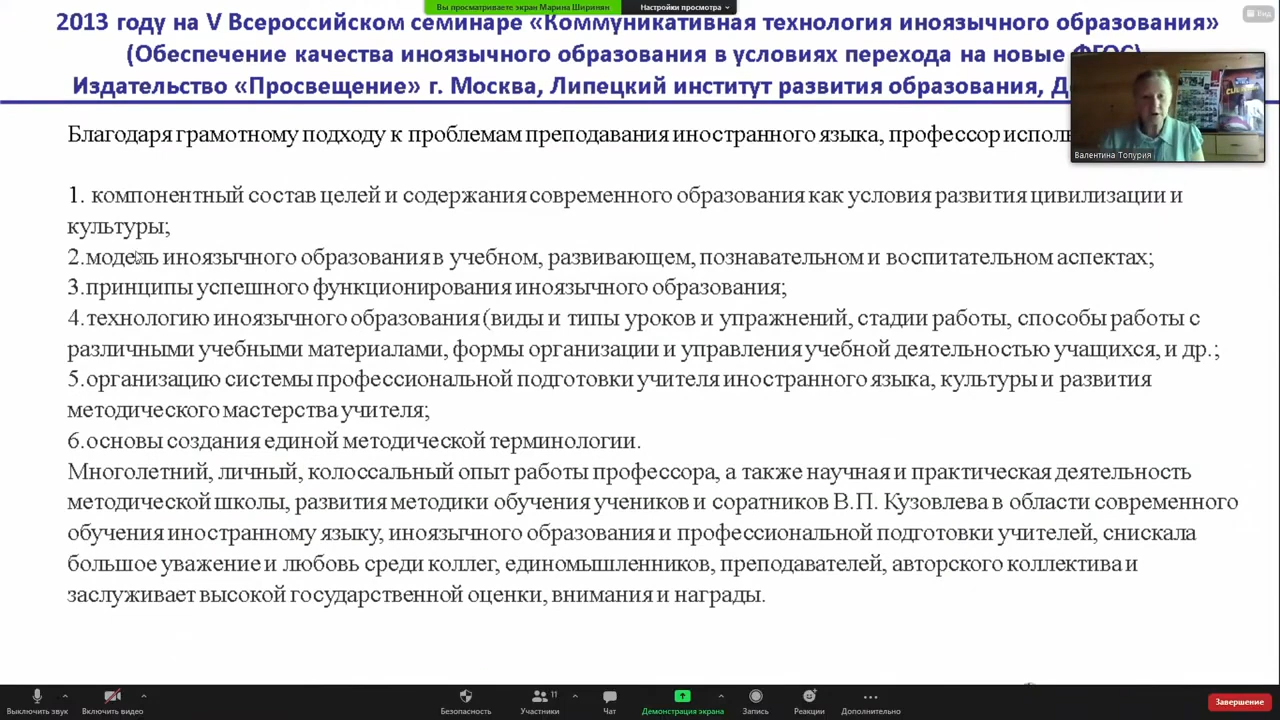 Вы просматриваете экран Марина Ширинян
Настройки просмотра
Вид
2013 году на V Всероссийском семинаре «Коммуникативная технология иноязычного образования»
(Обеспечение качества иноязычного образования в условиях перехода на новые ФГОС)
Издательство «Просвещение» г. Москва, Липецкий институт развития образования,
Благодаря грамотному подходу к проблемам преподавания иностранного языка, профессор
Валентина Топурия
1. компонентный состав целей и содержания современного образования как условия развития цивилизации и
культуры;
2.модель иноязычного образования в учебном, развивающем, познавательном и воспитательном аспектах;
3.принципы успешного функционирования иноязычного образования;
4.технологию иноязычного образования (виды и типы уроков и упражнений, стадии работы, способы работы с
различными учебными материалами, формы организации и управления учебной деятельностью учащихся, и др.;
5.организацию системы профессиональной подготовки учителя иностранного языка, культуры и развития
методического мастерства учителя;
6.основы создания единой методической терминологии.
Многолетний, личный, колоссальный опыт работы профессора, а также научная и практическая деятельность
методической школы, развития методики обучения учеников и соратников В.П. Кузовлева в области современного
обучения иностранному языку, иноязычного образования и профессиональной подготовки учителей, снискала
большое уважение и любовь среди коллег, единомышленников, преподавателей, авторского коллектива и
заслуживает высокой государственной оценки, внимания и награды.
Выключить звук
Включить видео
Безопасность
11
Участники
Чат
Демонстрация экрана
Запись
Реакции
Дополнительно
Завершение